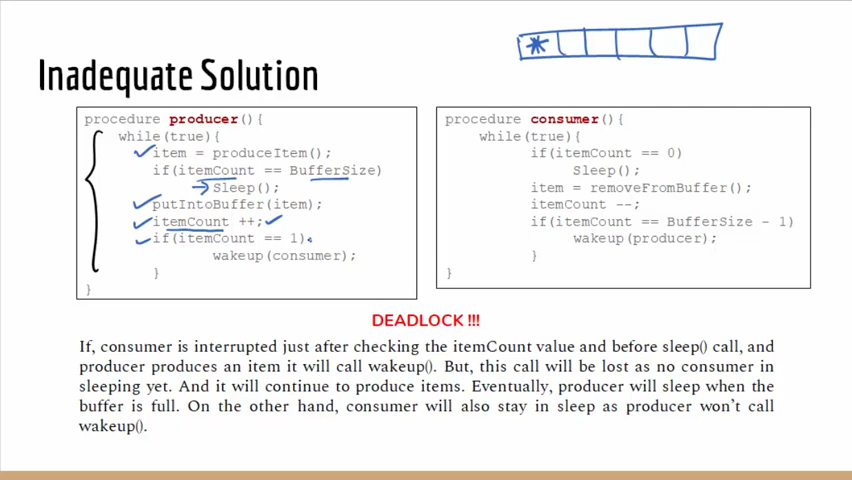 Inadequate Solution
procedure producer(){
while(true){
item = produceItem();
if(itemCount == BufferSize)
Sleep();
putIntoBuffer(item);
itemCount ++;
if(itemCount == 1)
wakeup(consumer);
}
}
procedure consumer(){
while(true){
if(itemCount == 0)
Sleep();
item = removeFromBuffer();
itemCount --;
if(itemCount == BufferSize - 1)
wakeup(producer);
}
}
DEADLOCK !!!
If, consumer is interrupted just after checking the itemCount value and before sleep() call, and
producer produces an item it will call wakeup(). But, this call will be lost as no consumer in
sleeping yet. And it will continue to produce items. Eventually, producer will sleep when the
buffer is full. On the other hand, consumer will also stay in sleep as producer won't call
wakeup().